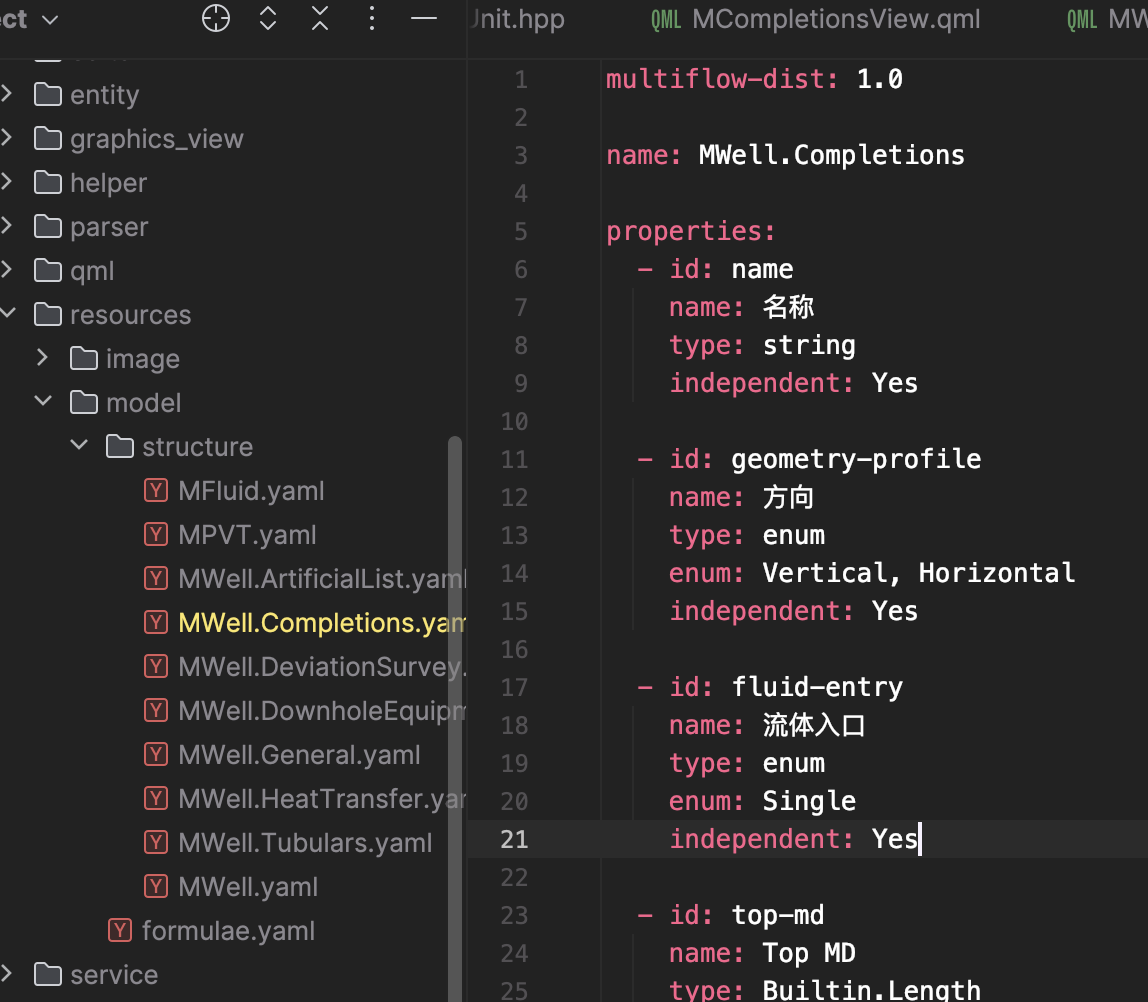 ct
Unit.hpp
QML MCompletionsView.qml
QML MW
entity
graphics_view
helper
parser
qml
resources
image
model
structure
Y MFluid.yaml
Y MPVT.yaml
Y MWell.ArtificialList.yaml
Y MWell.Completions.yam
Y MWell.DeviationSurvey.
Y MWell.DownholeEquipm
Y MWell.General.yaml
Y MWell.HeatTransfer.yam
Y MWell.Tubulars.yaml
Y MWell.yaml
Y formulae.yaml
service
1 multiflow-dist: 1.0
2
3 name: MWell.Completions
4
5 properties:
6 - id: name
7 name: 名称
8 type: string
9 independent: Yes
10
11 - id: geometry-profile
12 name: 方向
13 type: enum
14 enum: Vertical, Horizontal
15 independent: Yes
16
17 - id: fluid-entry
18 name: 流体入口
19 type: enum
20 enum: Single
21 independent: Yes
22
23 - id: top-md
24 name: Top MD
25 type: Builtin.Length